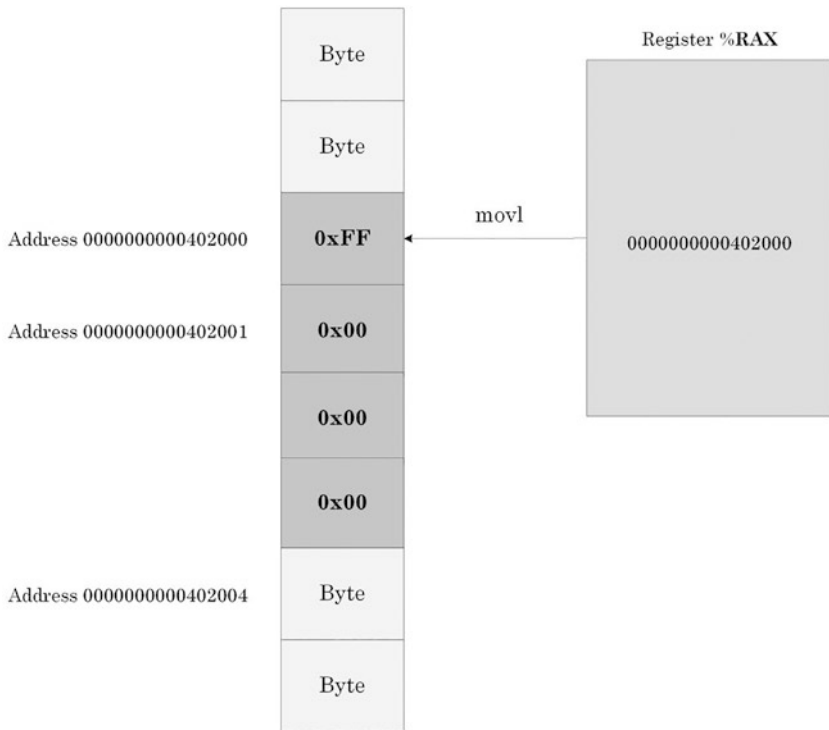 Byte
Register %RAX
Byte
Address 0000000000402000
0xFF
movl
0000000000402000
Address 0000000000402001
0x00
0x00
0x00
Address 0000000000402004
Byte
Byte